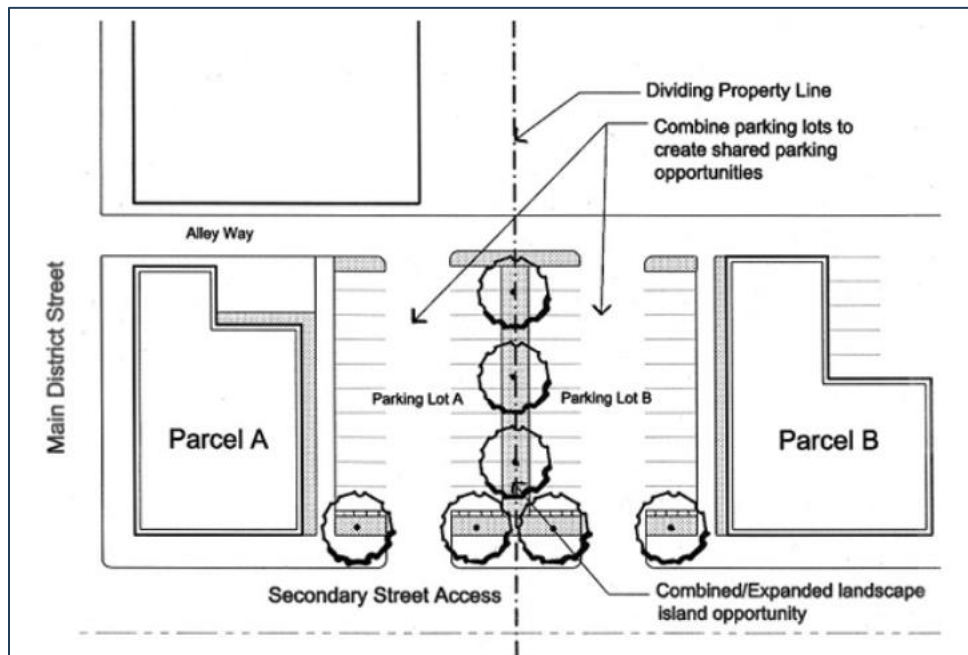 Dividing Property Line
Combine parking lots to
create shared parking
opportunities
Alley Way
Main District Street
Parking Lot A
Parking Lot B
Parcel A
Parcel B
Secondary Street Access
Combined/Expanded landscape
island opportunity